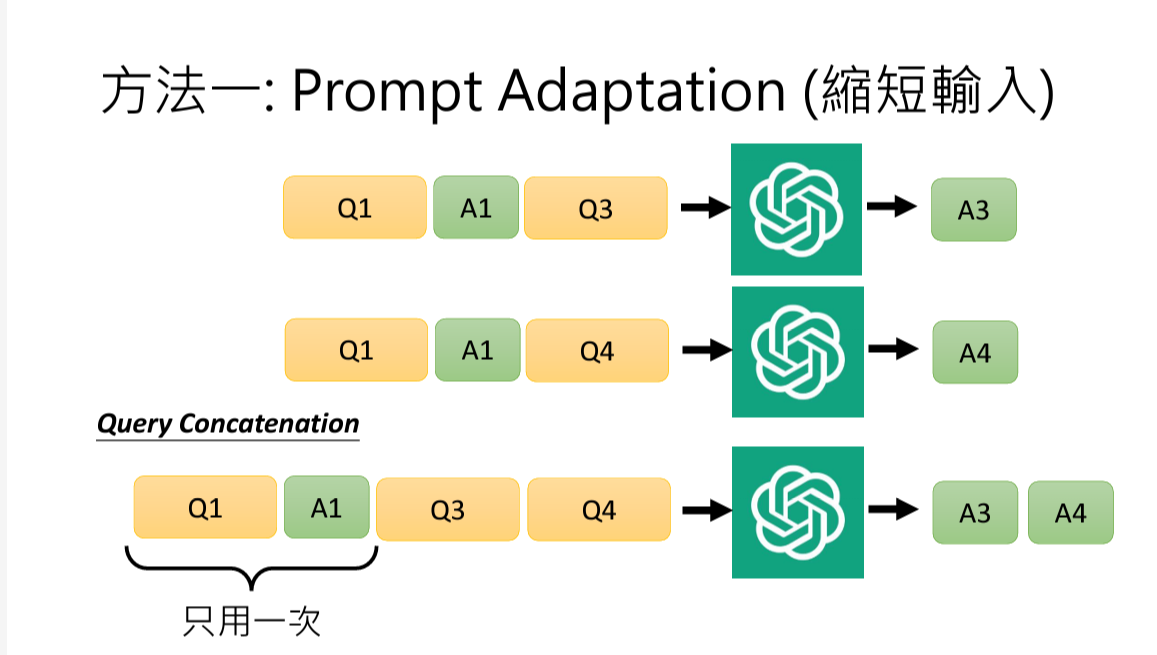 方法一: Prompt Adaptation (縮短輸入)
Q1 A1 Q3 A3
Q1 A1 Q4 A4
Query Concatenation
Q1 A1 Q3 Q4 A3 A4
只用一次